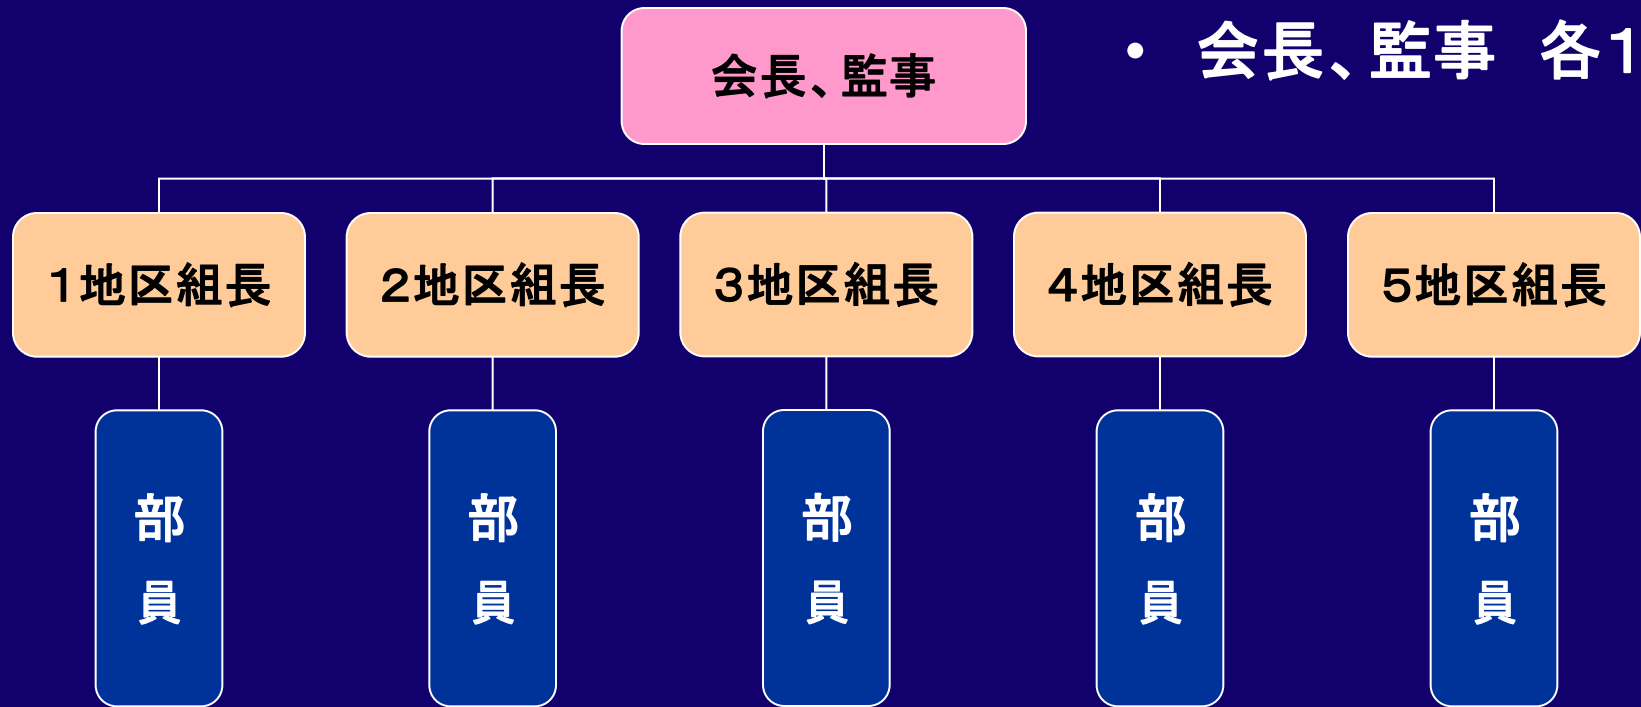 会長、監事
• 会長、監事 各１
１地区組長
２地区組長
３地区組長
４地区組長
５地区組長
部員
部員
部員
部員
部員